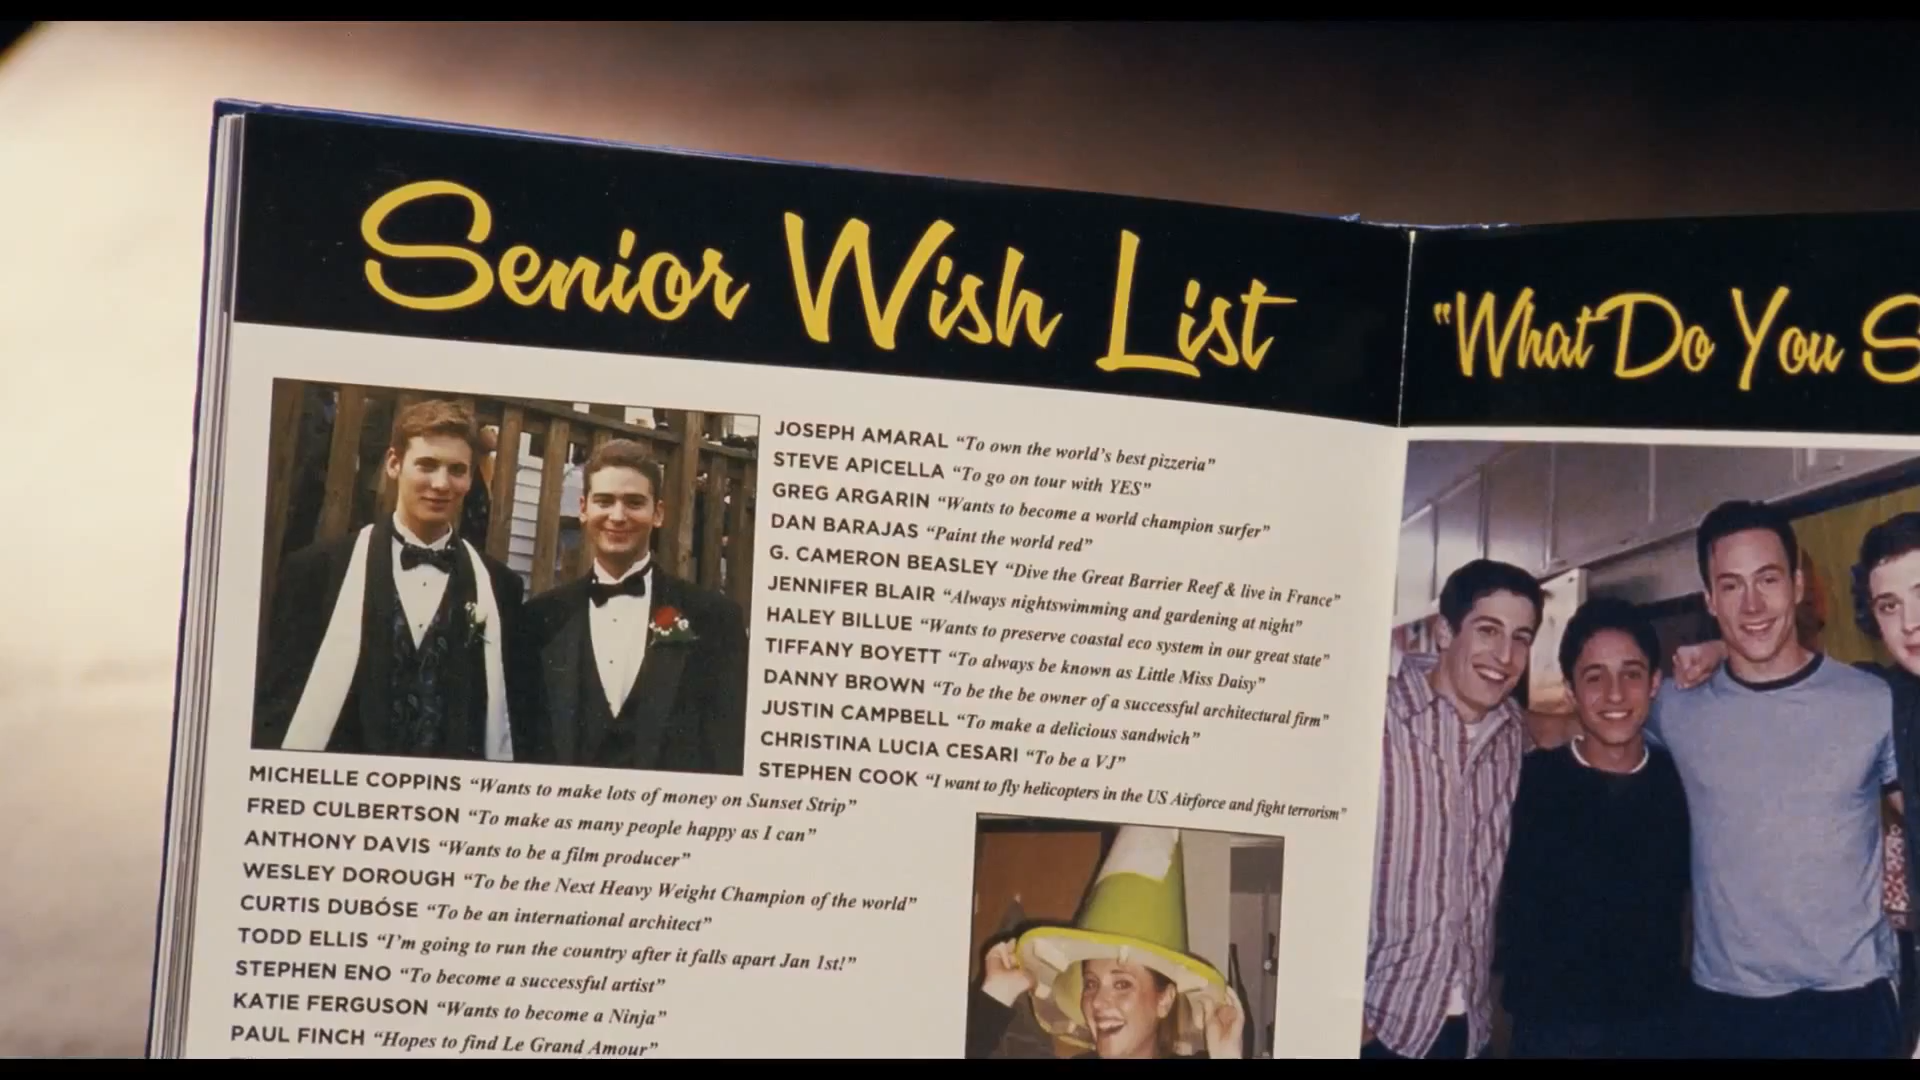 Senior Wish List
"What Do You S
JOSEPH AMARAL "To own the world's best pizzeria"
STEVE APICELLA "To go on tour with YES"
GREG ARGARIN "Wants to become a world champion surfer"
DAN BARAJAS "Paint the world red"
G. CAMERON BEASLEY "Dive the Great Barrier Reef & live in France"
JENNIFER BLAIR "Always nightswimming and gardening at night"
HALEY BILLUE "Wants to preserve coastal eco system in our great state"
TIFFANY BOYETT "To always be known as Little Miss Daisy"
DANNY BROWN "To be the be owner of a successful architectural firm"
JUSTIN CAMPBELL "To make a delicious sandwich"
CHRISTINA LUCIA CESARI "To be a VJ"
STEPHEN COOK "I want to fly helicopters in the US Airforce and fight terrorism"
MICHELLE COPPINS "Wants to make lots of money on Sunset Strip"
FRED CULBERTSON "To make as many people happy as I can"
ANTHONY DAVIS "Wants to be a film producer"
WESLEY DOROUGH "To be the Next Heavy Weight Champion of the world"
CURTIS DUBÓSE "To be an international architect"
TODD ELLIS "I'm going to run the country after it falls apart Jan 1st!"
STEPHEN ENO "To become a successful artist"
KATIE FERGUSON "Wants to become a Ninja"
PAUL FINCH "Hopes to find Le Grand Amour"